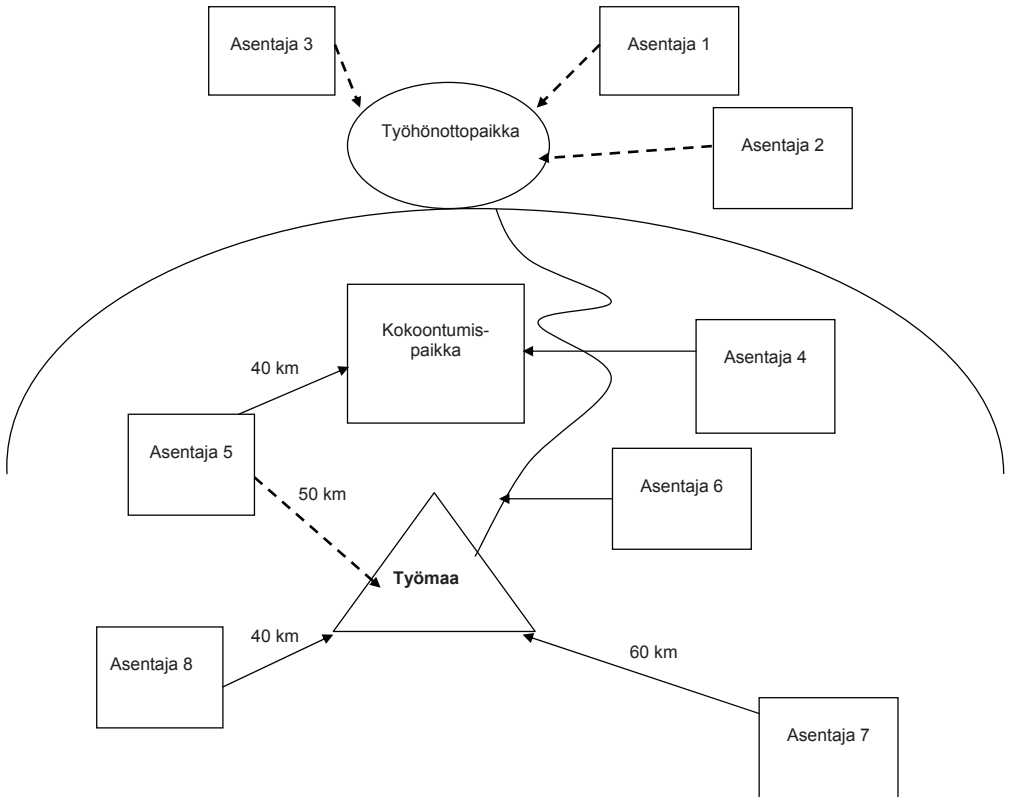 Asentaja 3
Asentaja 1
Työhönottopaikka
Asentaja 2
Kokoontumis-
paikka
Asentaja 4
40 km
Asentaja 5
Asentaja 6
50 km
Työmaa
40 km
Asentaja 8
60 km
Asentaja 7